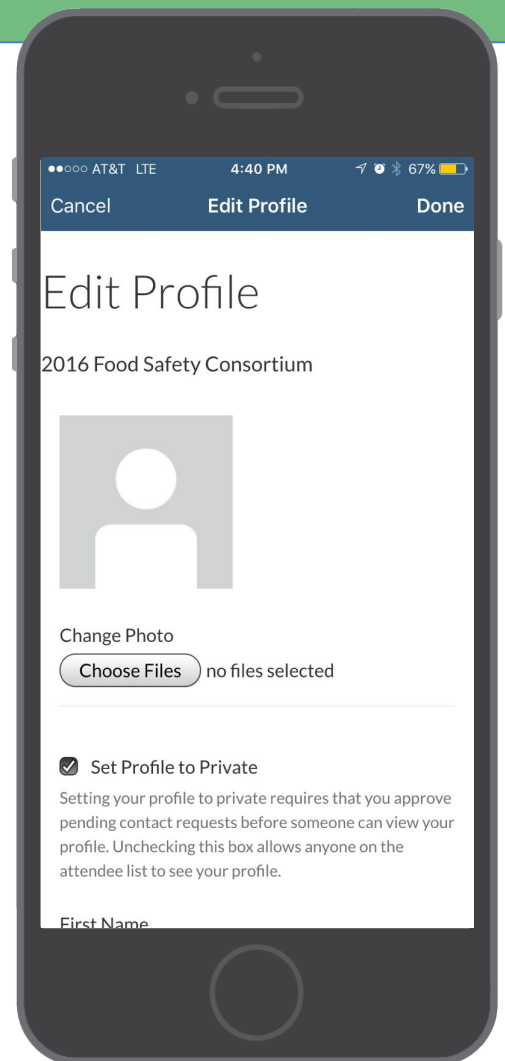 AT&T LTE 4:40 PM 67%
Cancel Edit Profile Done
Edit Profile
2016 Food Safety Consortium
Change Photo
Choose Files no files selected
Set Profile to Private
Setting your profile to private requires that you approve
pending contact requests before someone can view your
profile. Unchecking this box allows anyone on the
attendee list to see your profile.
First Name